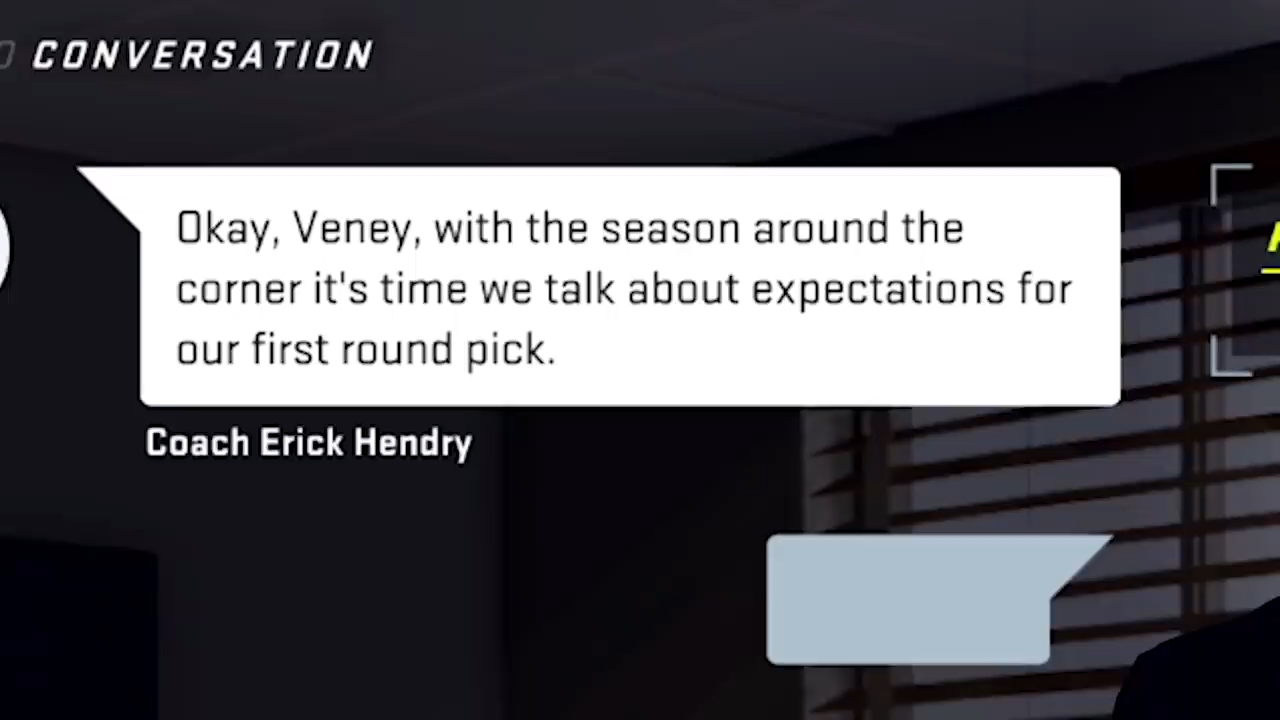 CONVERSATION
Okay, Veney, with the season around the
corner it's time we talk about expectations for
our first round pick.
Coach Erick Hendry